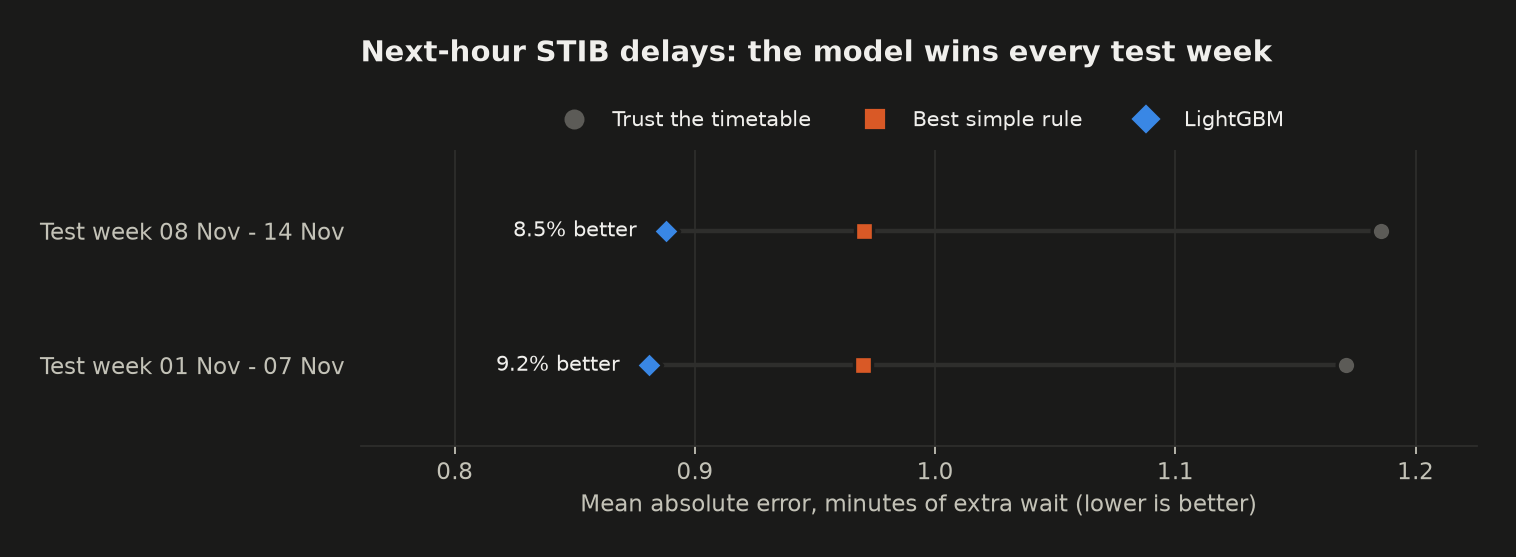 Next-hour STIB delays: the model wins every test week
Trust the timetable Best simple rule LightGBM
Test week 08 Nov - 14 Nov 8.5% better
Test week 01 Nov - 07 Nov 9.2% better
0.8 0.9 1.0 1.1 1.2
Mean absolute error, minutes of extra wait (lower is better)